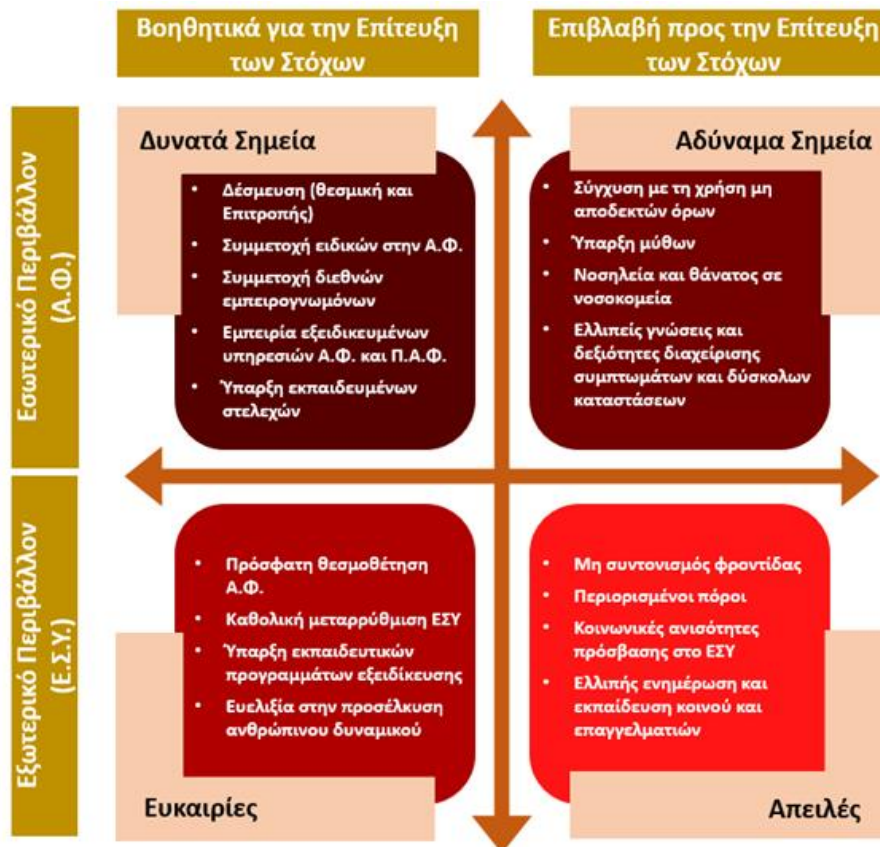 Βοηθητικά για την Επίτευξη
των Στόχων
Επιβλαβή προς την Επίτευξη
των Στόχων
Εσωτερικό Περιβάλλον
(Α.Φ.)
Δυνατά Σημεία
• Δέσμευση (θεσμική και
Επιτροπής)
• Συμμετοχή ειδικών στην Α.Φ.
• Συμμετοχή διεθνών
εμπειρογνωμόνων
• Εμπειρία εξειδικευμένων
υπηρεσιών Α.Φ. και Π.Α.Φ.
• Ύπαρξη εκπαιδευμένων
στελεχών
Αδύναμα Σημεία
• Σύγχυση με τη χρήση μη
αποδεκτών όρων
• Ύπαρξη μύθων
• Νοσηλεία και θάνατος σε
νοσοκομεία
• Ελλιπείς γνώσεις και
δεξιότητες διαχείρισης
συμπτωμάτων και δύσκολων
καταστάσεων
Εξωτερικό Περιβάλλον
(Ε.Σ.Υ.)
• Πρόσφατη θεσμοθέτηση
Α.Φ.
• Καθολική μεταρρύθμιση ΕΣΥ
• Ύπαρξη εκπαιδευτικών
προγραμμάτων εξειδίκευσης
• Ευελιξία στην προσέλκυση
ανθρώπινου δυναμικού
Ευκαιρίες
• Μη συντονισμός φροντίδας
• Περιορισμένοι πόροι
• Κοινωνικές ανισότητες
πρόσβασης στο ΕΣΥ
• Ελλιπής ενημέρωση και
εκπαίδευση κοινού και
επαγγελματιών
Απειλές